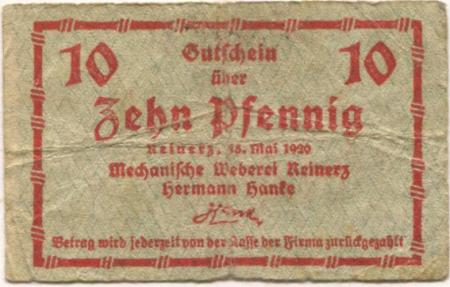 10 Gutschein 10
über
Zehn Pfennig
Reinerz, 15. Mai 1920
Mechanische Weberei Reinerz
Hermann Hanke
Betrag wird jederzeit von der Kasse der Firma zurückgezahlt